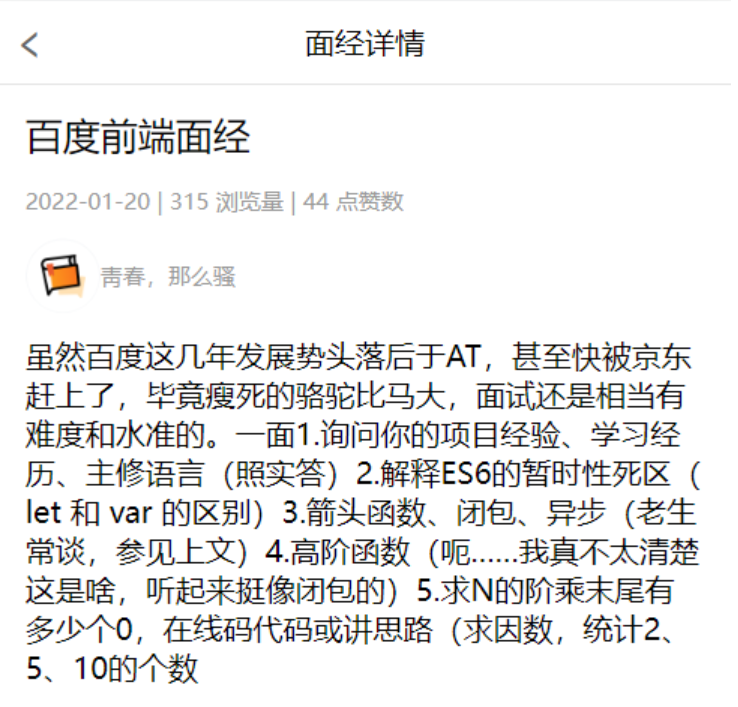 面经详情
百度前端面经
2022-01-20 | 315 浏览量 | 44 点赞数
青春，那么骚
虽然百度这几年发展势头落后于AT，甚至快被京东
赶上了，毕竟瘦死的骆驼比马大，面试还是相当有
难度和水准的。一面1.询问你的项目经验、学习经
历、主修语言（照实答）2.解释ES6的暂时性死区（
let 和 var 的区别）3.箭头函数、闭包、异步（老生
常谈，参见上文）4.高阶函数（呃……我真不太清楚
这是啥，听起来挺像闭包的）5.求N的阶乘末尾有
多少个0，在线码代码或讲思路（求因数，统计2、
5、10的个数